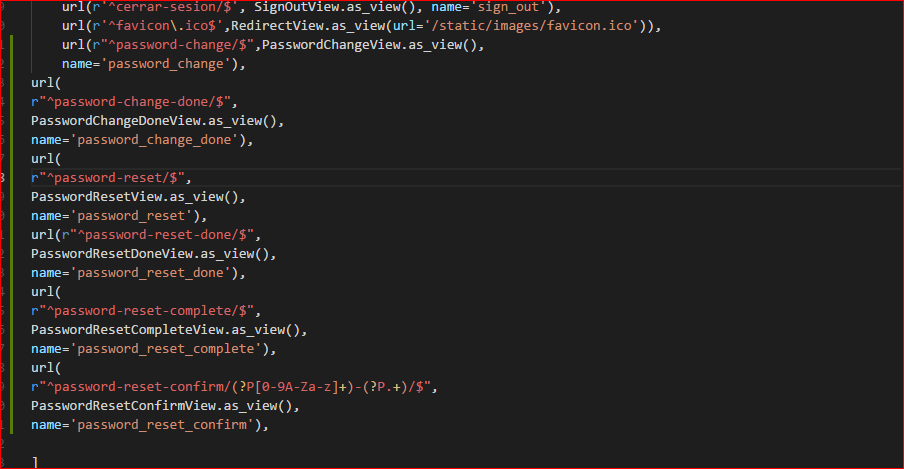 url(r'^cerrar-sesion/$', SignOutView.as_view(), name='sign_out'),
url(r'^favicon\.ico$',RedirectView.as_view(url='/static/images/favicon.ico')),
url(r"^password-change/$",PasswordChangeView.as_view(),
name='password_change'),
url(
r"^password-change-done/$",
PasswordChangeDoneView.as_view(),
name='password_change_done'),
url(
r"^password-reset/$",
PasswordResetView.as_view(),
name='password_reset'),
url(r"^password-reset-done/$",
PasswordResetDoneView.as_view(),
name='password_reset_done'),
url(
r"^password-reset-complete/$",
PasswordResetCompleteView.as_view(),
name='password_reset_complete'),
url(
r"^password-reset-confirm/(?P[0-9A-Za-z]+)-(?P.+)/$",
PasswordResetConfirmView.as_view(),
name='password_reset_confirm'),
]